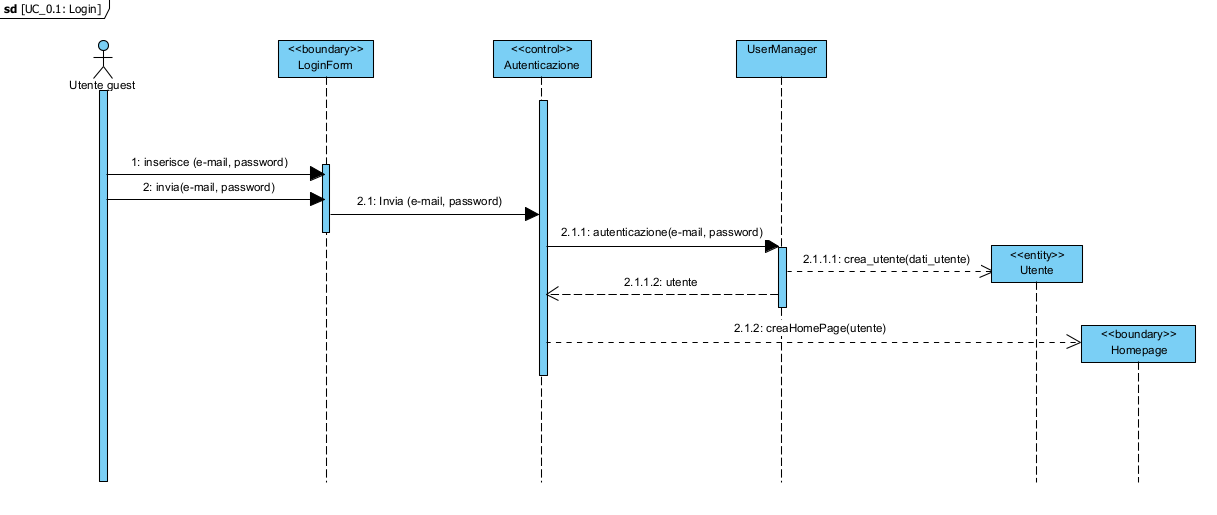 sd [UC_0.1: Login]
Utente guest
<<boundary>>
LoginForm
<<control>>
Autenticazione
UserManager
1: inserisce (e-mail, password)
2: invia(e-mail, password)
2.1: Invia (e-mail, password)
2.1.1: autenticazione(e-mail, password)
2.1.1.1: crea_utente(dati_utente)
<<entity>>
Utente
2.1.1.2: utente
2.1.2: creaHomePage(utente)
<<boundary>>
Homepage